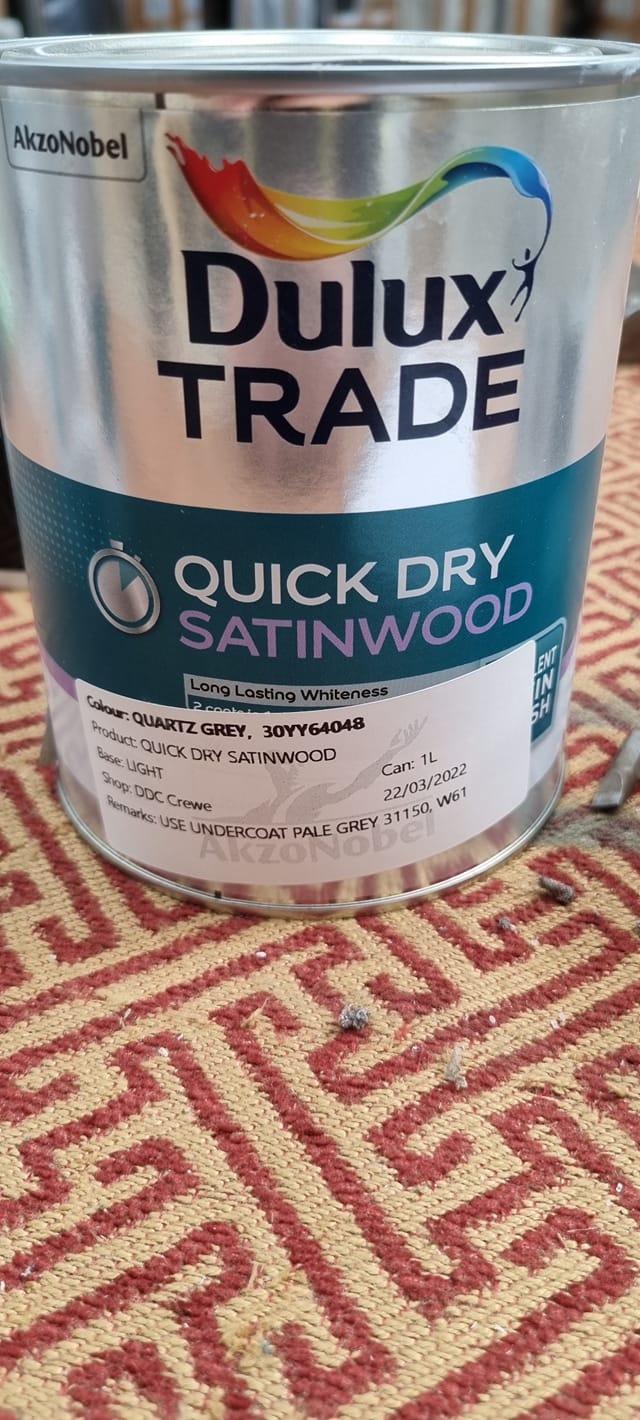 AkzoNobel
Dulux
TRADE
QUICK DRY
SATINWOOD
Long Lasting Whiteness
Colour: QUARTZ GREY, 30YY64048
Product: QUICK DRY SATINWOOD
Base: LIGHT
Can: 1L
Shop: DDC Crewe
22/03/2022
Remarks: USE UNDERCOAT PALE GREY 31150, W61
AkzoNobel